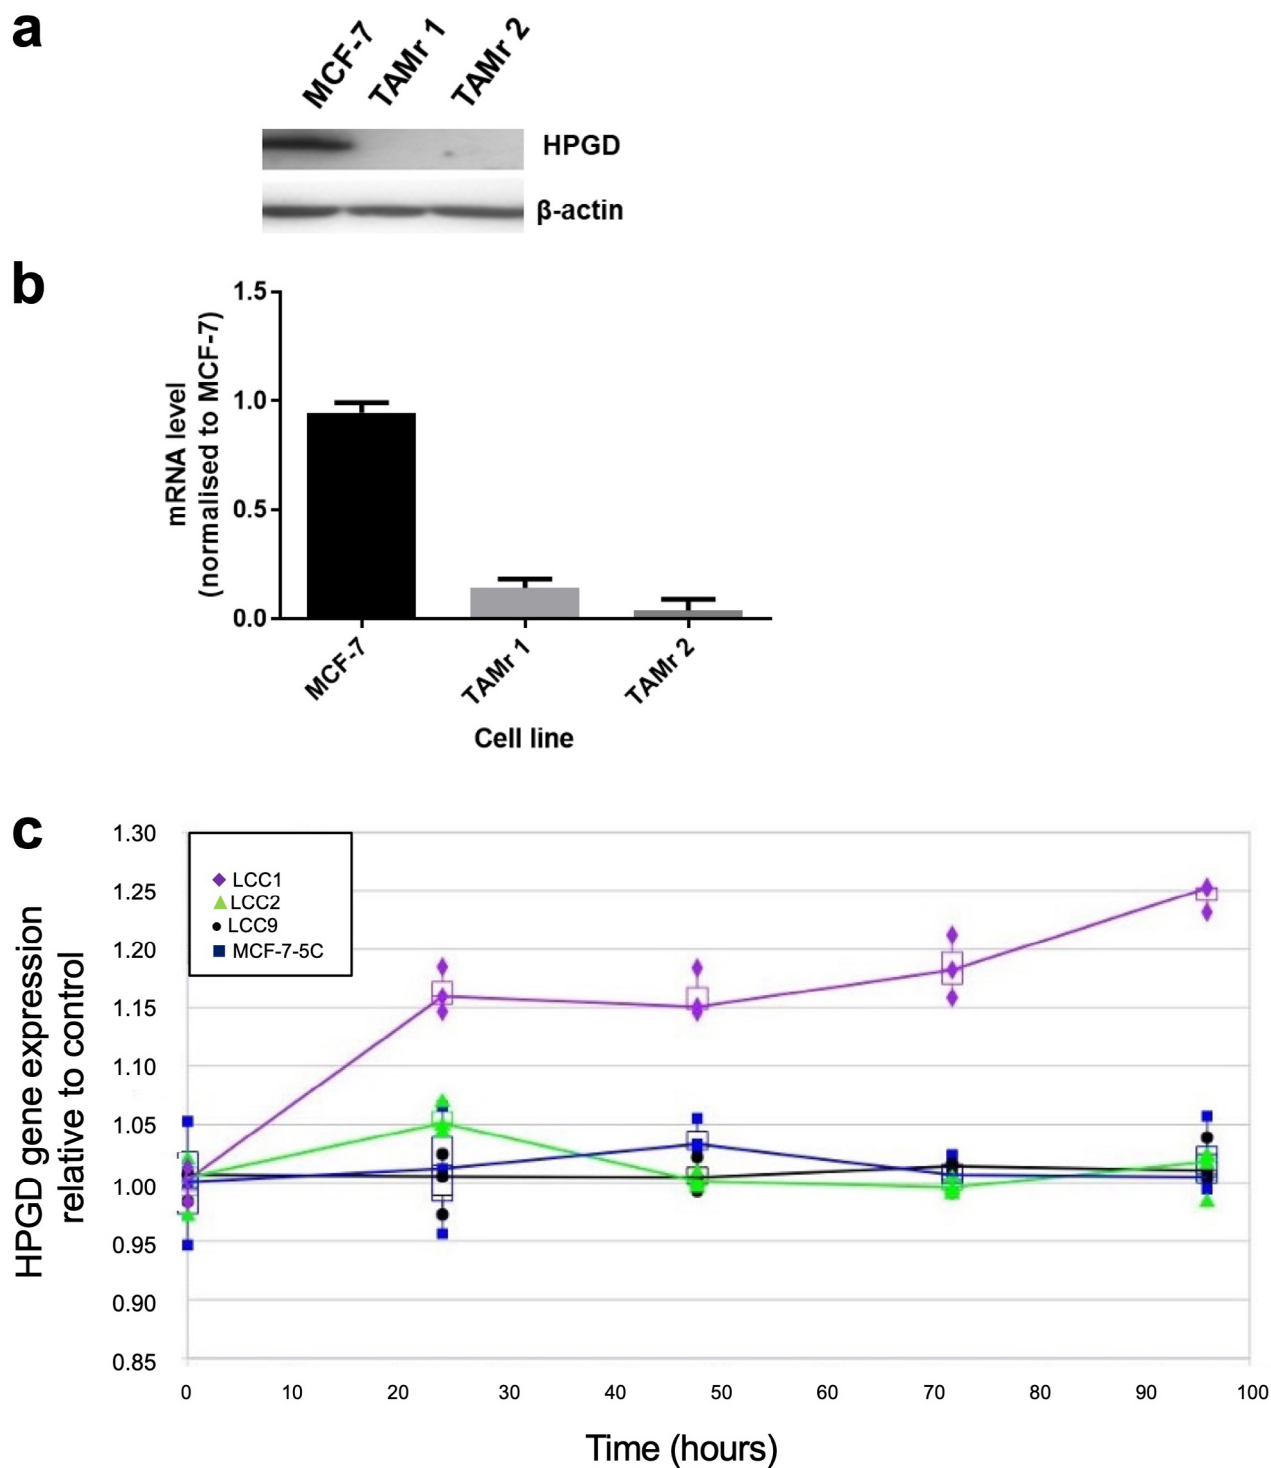 a
MCF-7
TAMr 1
TAMr 2
HPGD
β-actin
b
mRNA level
(normalised to MCF-7)
1.5
1.0
0.5
0.0
MCF-7
TAMr 1
TAMr 2
Cell line
c
HPGD gene expression
relative to control
1.30
1.25
1.20
1.15
1.10
1.05
1.00
0.95
0.90
0.85
LCC1
LCC2
LCC9
MCF-7-5C
0 10 20 30 40 50 60 70 80 90 100
Time (hours)